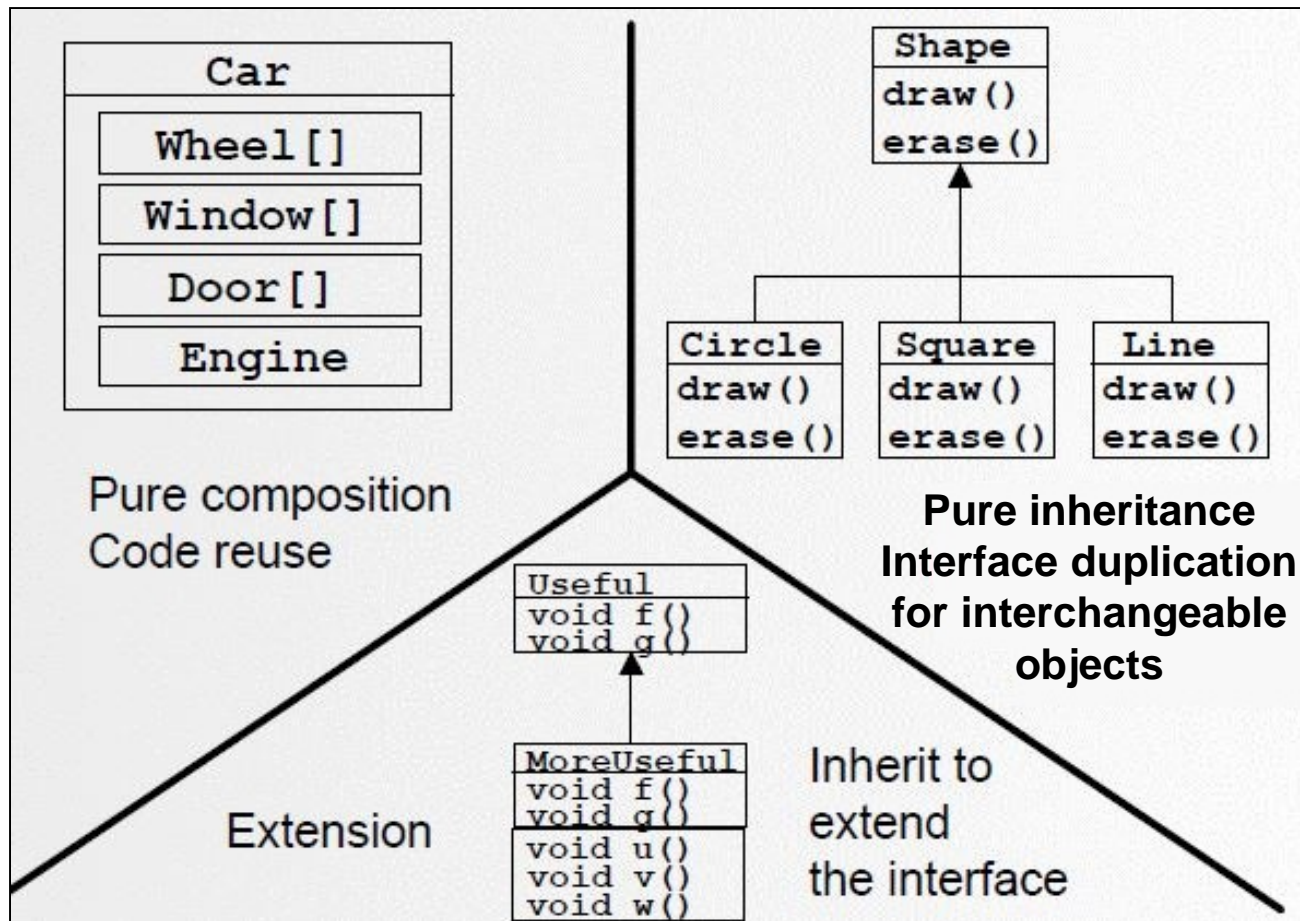 Car
Wheel[]
Window[]
Door[]
Engine
Pure composition
Code reuse
Shape
draw()
erase()
Circle
draw()
erase()
Square
draw()
erase()
Line
draw()
erase()
Pure inheritance
Interface duplication
for interchangeable
objects
Useful
void f()
void g()
MoreUseful
void f()
void g()
void u()
void v()
void w()
Extension
Inherit to
extend
the interface